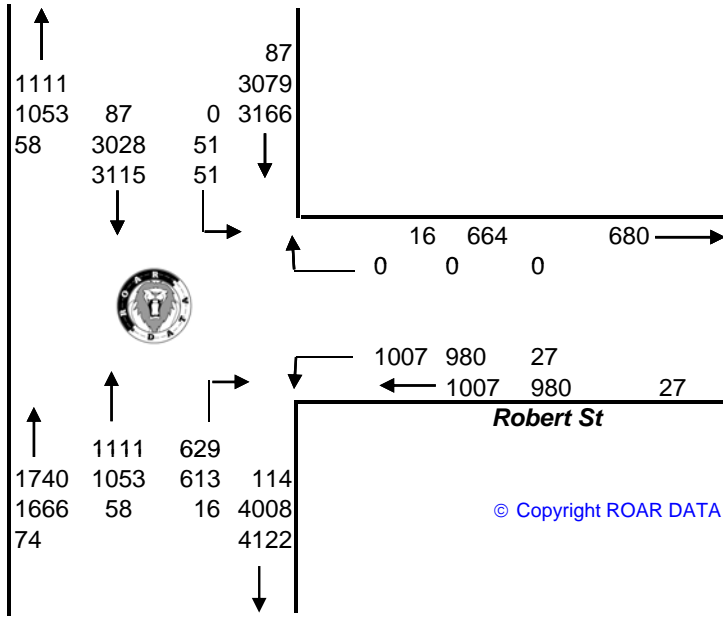 87
1111 3079
1053 87 0 3166
58 3028 51
3115 51
16 664 680
0 0 0
ROAR DATA
1007 980 27
1007 980 27
Robert St
1111 629
1740 1053 613 114
1666 58 16 4008
74 4122
© Copyright ROAR DATA